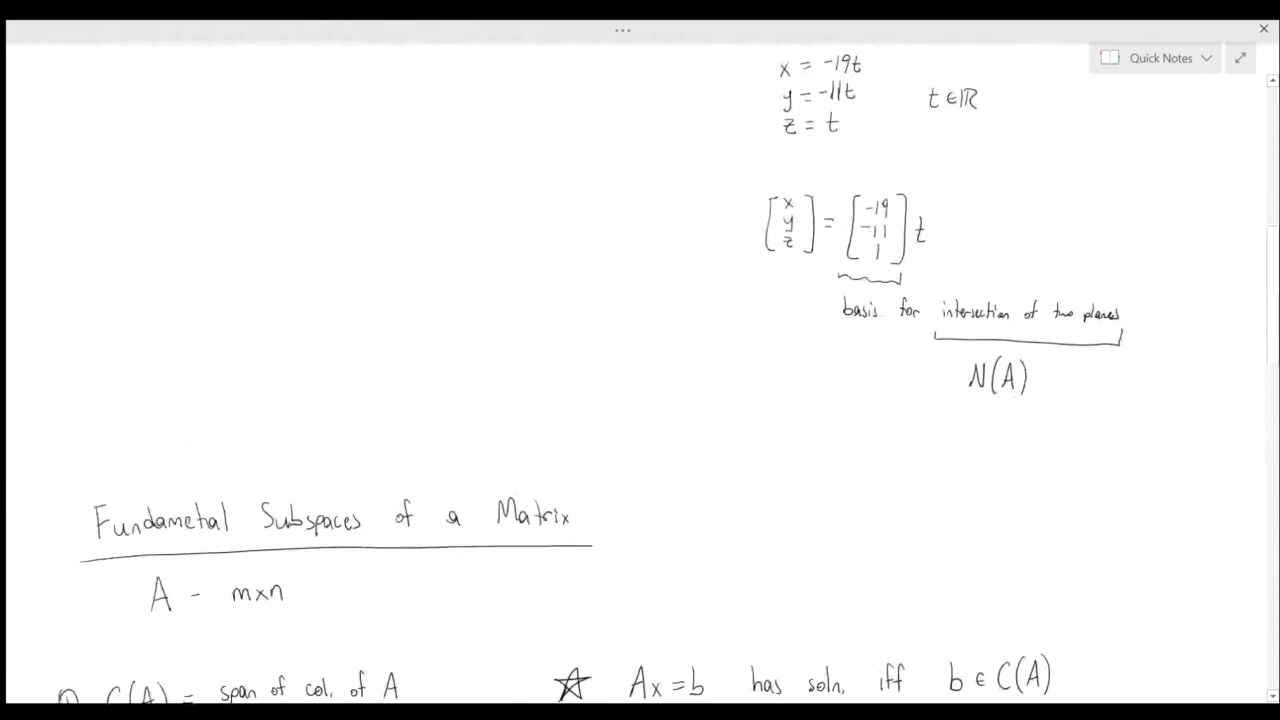 Quick Notes
x = -19t
y = -11t t ∈ ℝ
z = t
[x y z] = [-19 -11 1] t
basis for intersection of two planes
N(A)
Fundametal Subspaces of a Matrix
A - m×n
① C(A) = span of col. of A ☆ Ax = b has soln. iff b ∈ C(A)